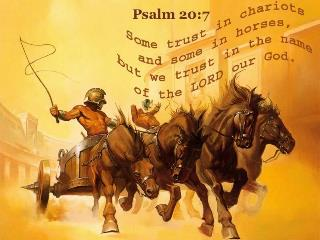 Psalm 20:7
Some trust in chariots
and some in horses,
but we trust in the name
of the LORD our God.